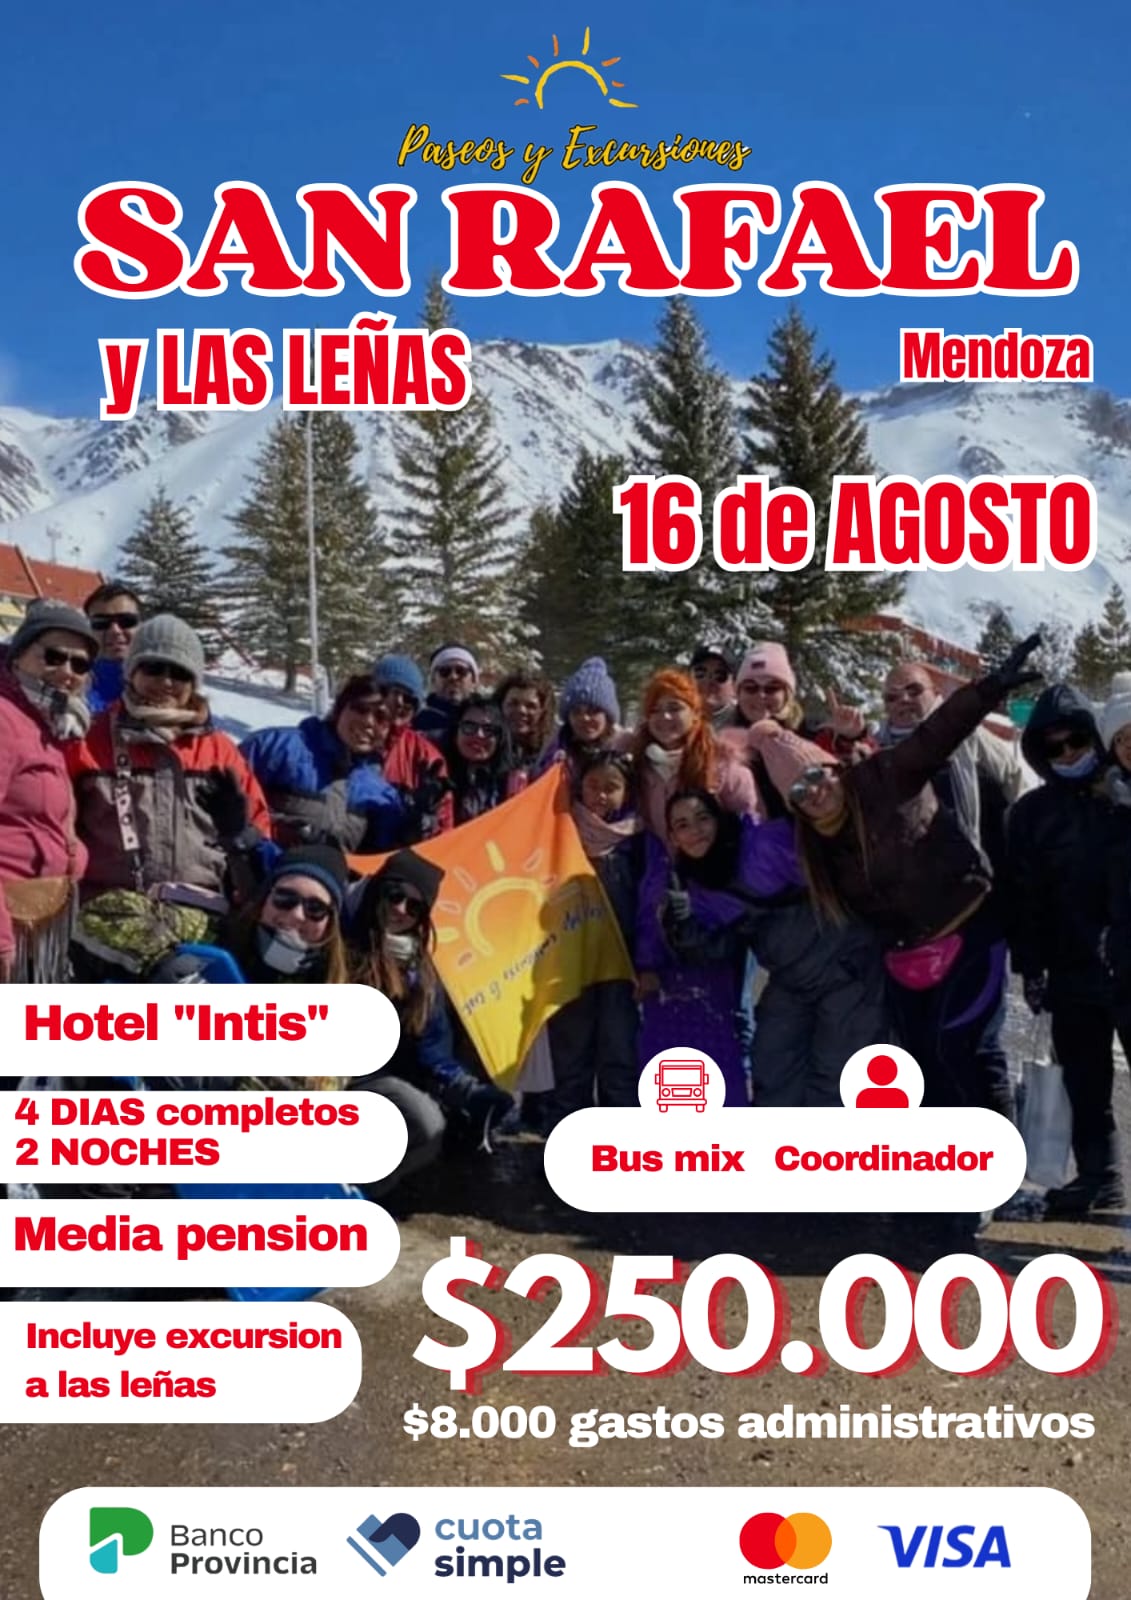 Paseos y Excursiones
SAN RAFAEL
y LAS LEÑAS
Mendoza
16 de AGOSTO
Hotel "Intis"
4 DIAS completos
2 NOCHES
Media pension
Incluye excursion
a las leñas
Bus mix
Coordinador
$250.000
$8.000 gastos administrativos
Banco
Provincia
cuota
simple
mastercard
VISA